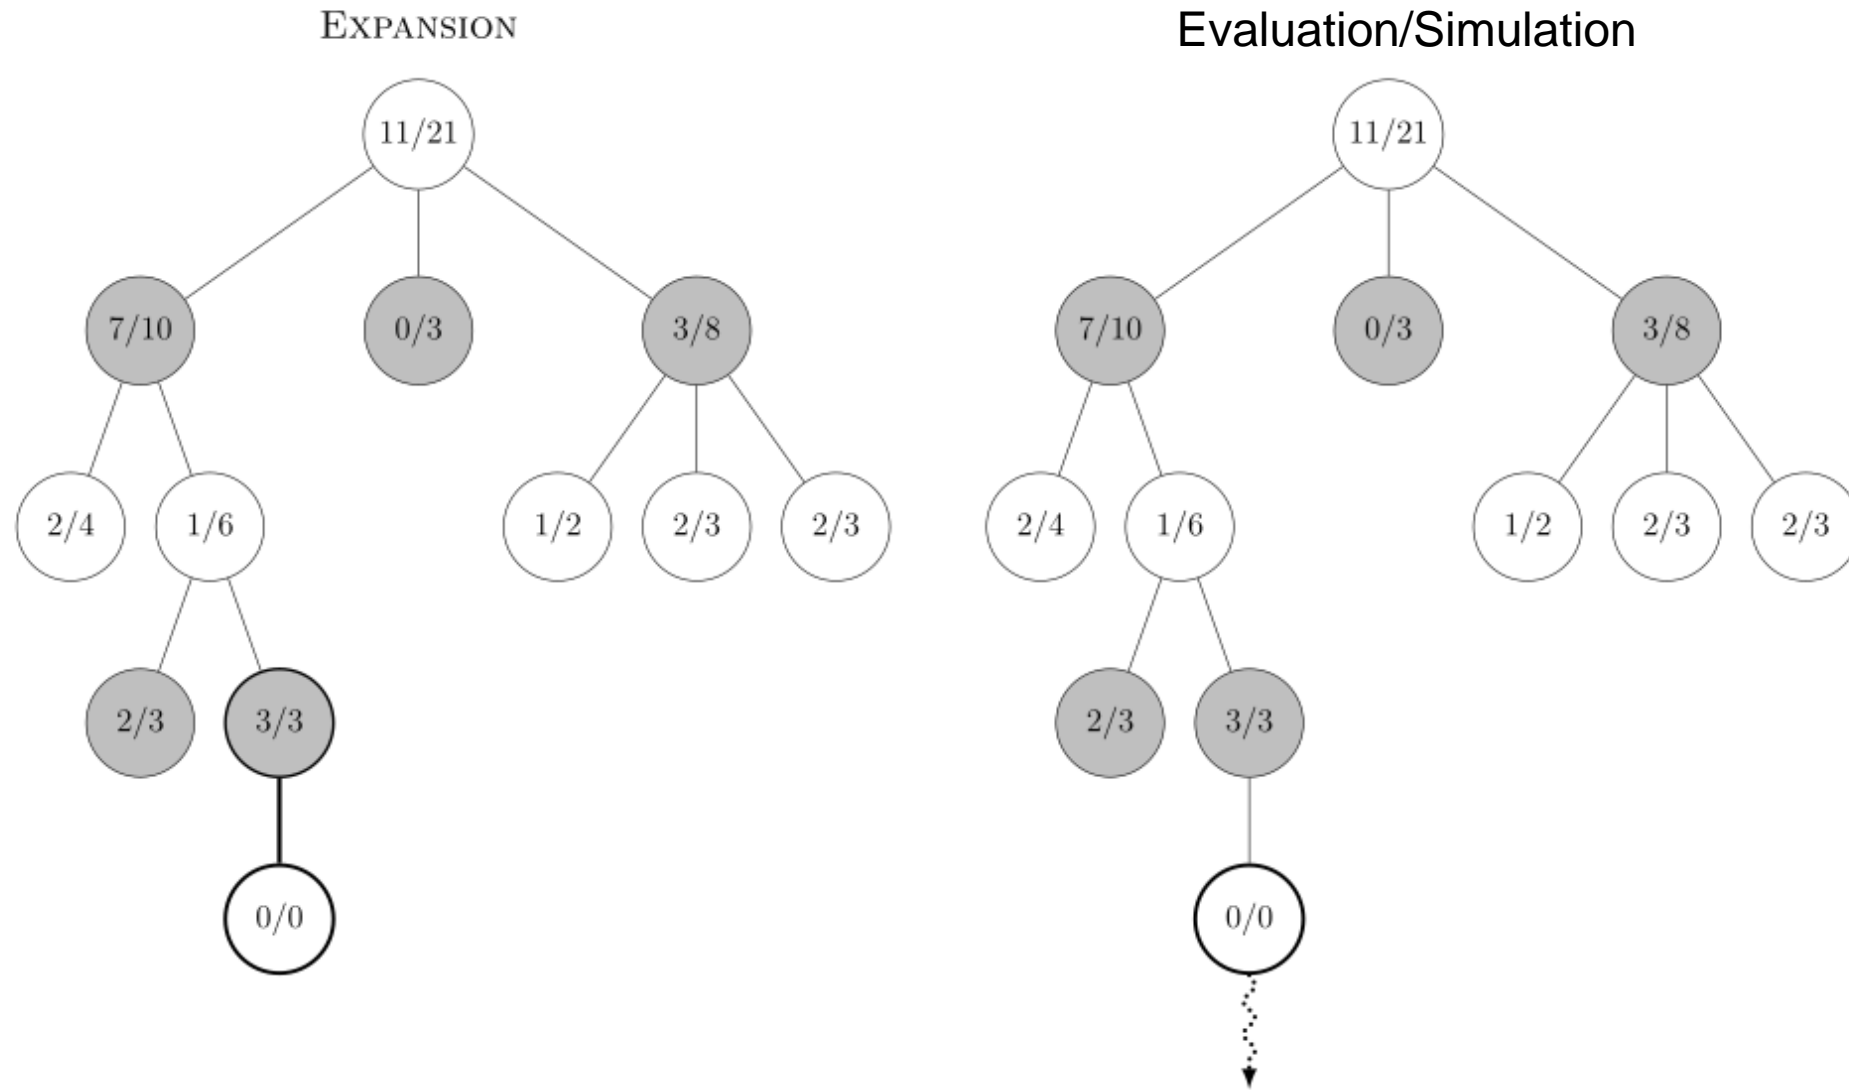 EXPANSION
11/21
7/10 0/3 3/8
2/4 1/6 1/2 2/3 2/3
2/3 3/3
0/0
Evaluation/Simulation
11/21
7/10 0/3 3/8
2/4 1/6 1/2 2/3 2/3
2/3 3/3
0/0